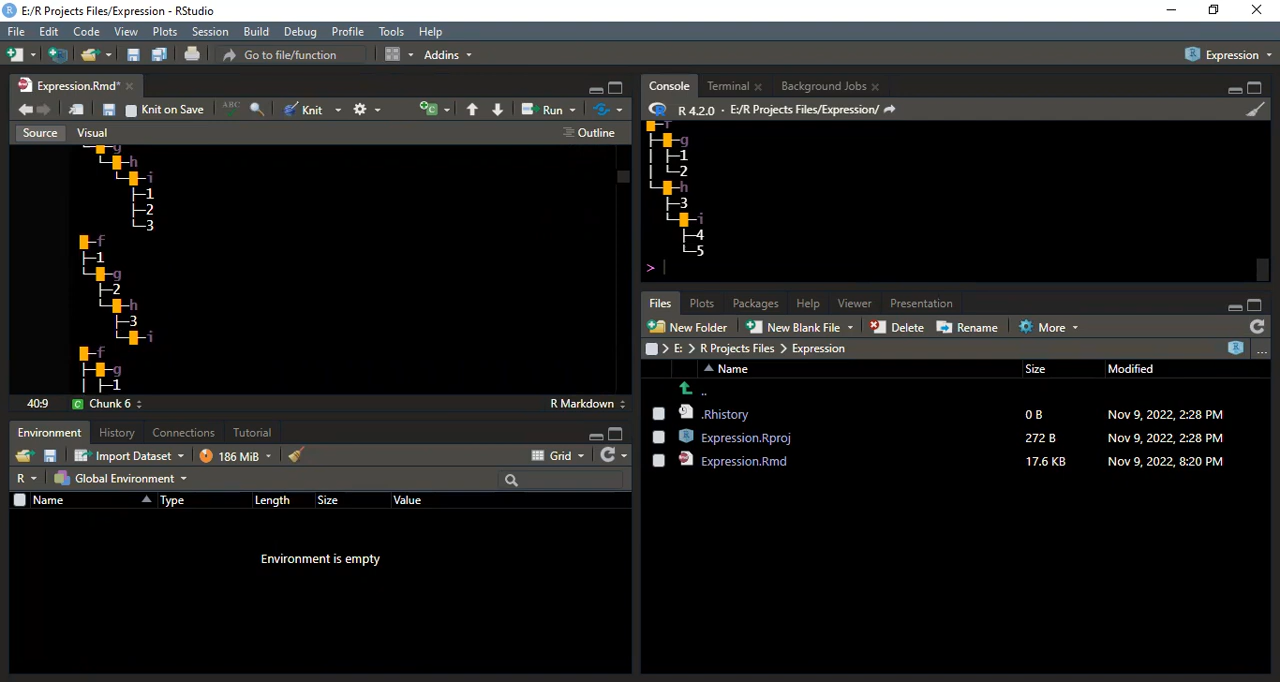 E:/R Projects Files/Expression - RStudio
File Edit Code View Plots Session Build Debug Profile Tools Help
Go to file/function Addins Expression
Expression.Rmd*
Knit on Save ABC Knit Run
Source Visual Outline
g
h
i
1
2
3
f
1
g
2
h
3
i
f
g
1
40:9 C Chunk 6 R Markdown
Environment History Connections Tutorial
Import Dataset 186 MiB Grid
R Global Environment
Name Type Length Size Value
Environment is empty
Console Terminal Background Jobs
R 4.2.0 · E:/R Projects Files/Expression/
f
g
1
2
h
3
i
4
5
>
Files Plots Packages Help Viewer Presentation
New Folder New Blank File Delete Rename More
E: > R Projects Files > Expression ...
Name Size Modified
..
.Rhistory 0 B Nov 9, 2022, 2:28 PM
Expression.Rproj 272 B Nov 9, 2022, 2:28 PM
Expression.Rmd 17.6 KB Nov 9, 2022, 8:20 PM